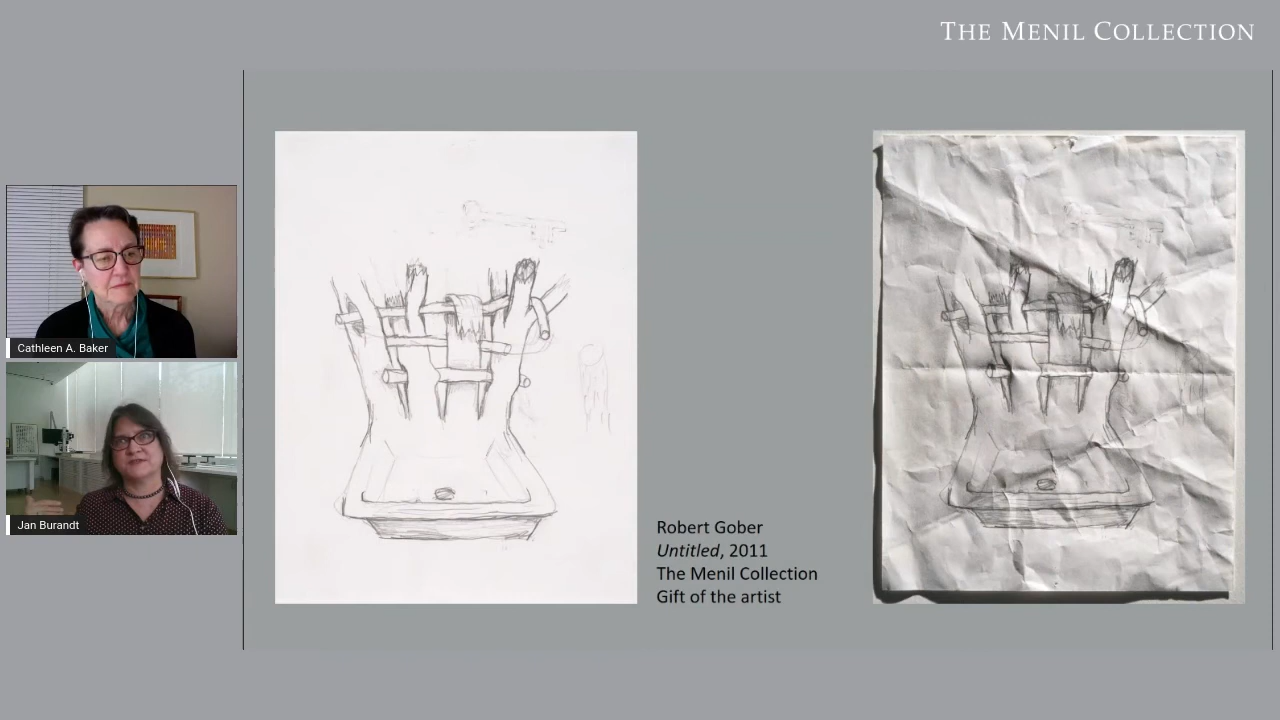 THE MENIL COLLECTION
Cathleen A. Baker
Jan Burandt
Robert Gober
Untitled, 2011
The Menil Collection
Gift of the artist